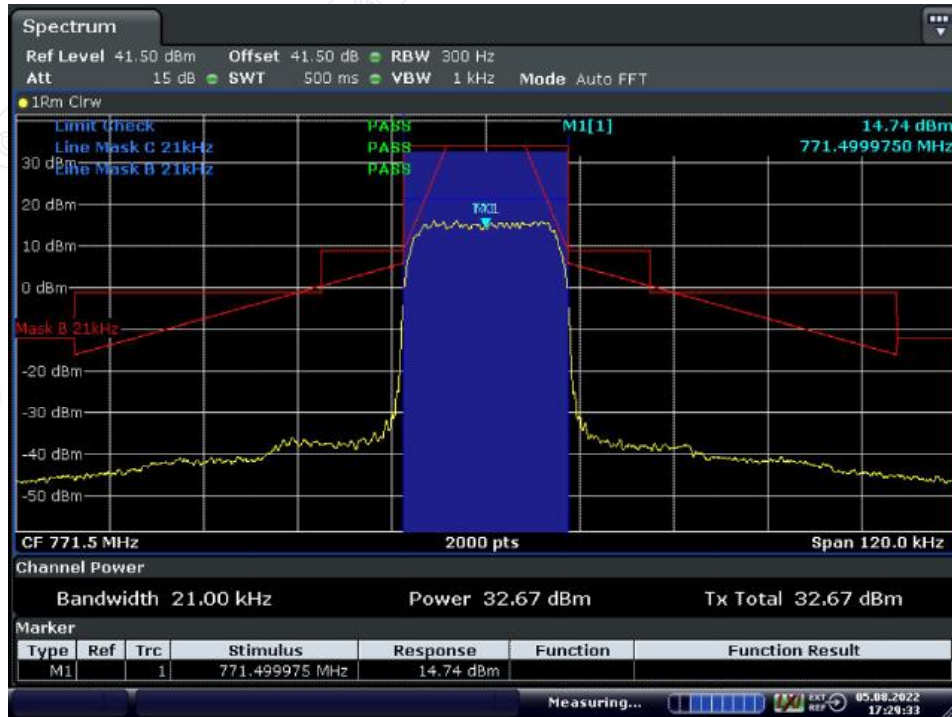 Spectrum
Ref Level 41.50 dBm Offset 41.50 dB RBW 300 Hz
Att 15 dB SWT 500 ms VBW 1 kHz Mode Auto FFT
1Rm Clrw
Limit Check PASS M1[1] 14.74 dBm
Line Mask C 21kHz PASS 771.4999750 MHz
30 dBm
Line Mask B 21kHz PASS
20 dBm
10 dBm
0 dBm
Mask B 21kHz
-20 dBm
-30 dBm
-40 dBm
-50 dBm
CF 771.5 MHz 2000 pts Span 120.0 kHz
Channel Power
Bandwidth 21.00 kHz Power 32.67 dBm Tx Total 32.67 dBm
Marker
Type Ref Trc Stimulus Response Function Function Result
M1 1 771.499975 MHz 14.74 dBm
Measuring... LXI EXT REF 05.08.2022
17:29:33